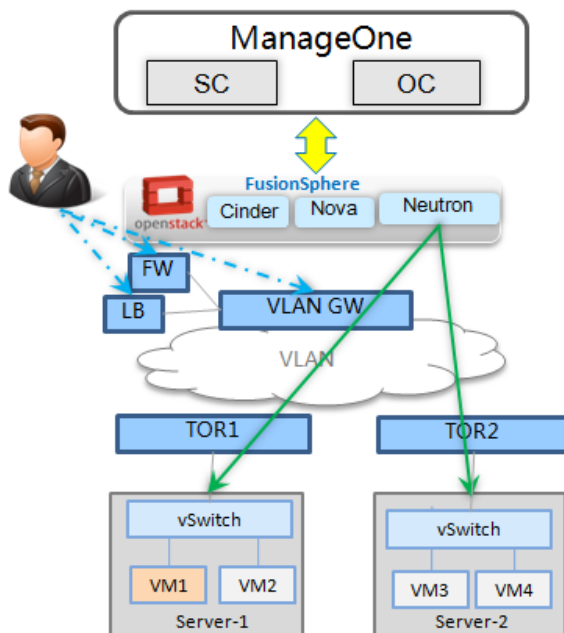 ManageOne
SC OC
FusionSphere
openstack
Cinder Nova Neutron
FW
LB VLAN GW
VLAN
TOR1 TOR2
vSwitch vSwitch
VM1 VM2 VM3 VM4
Server-1 Server-2